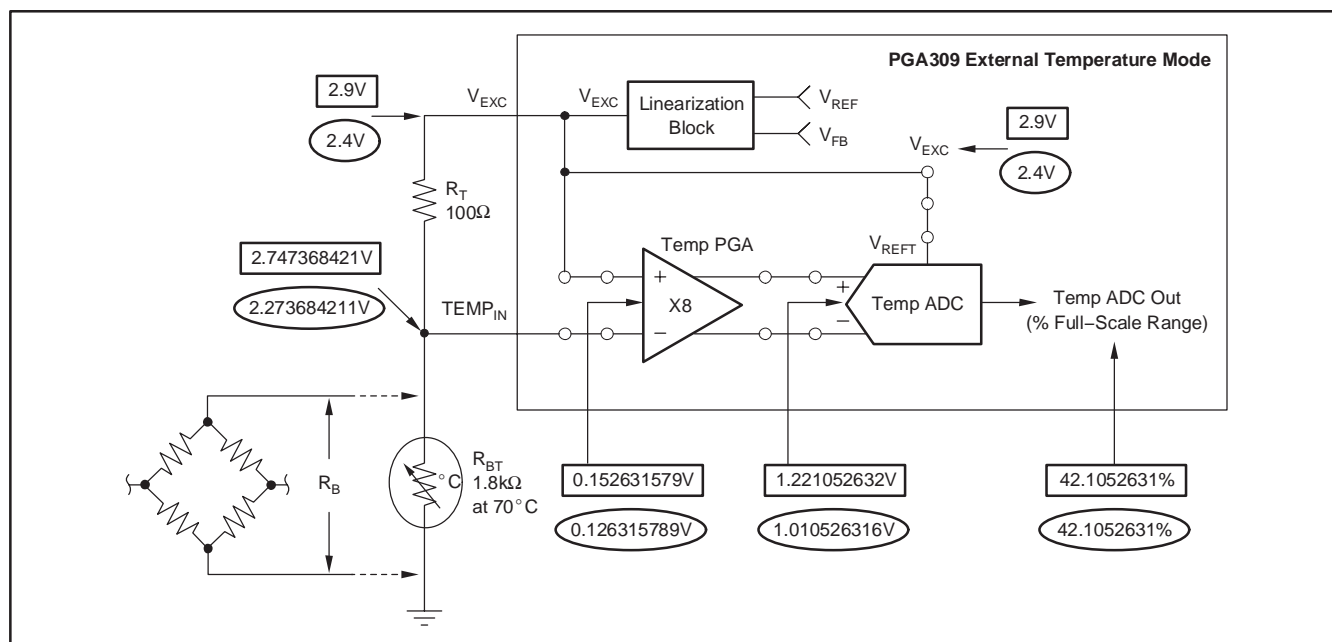 PGA309 External Temperature Mode
2.9V
2.4V
V_EXC
V_EXC
Linearization
Block
V_REF
V_FB
2.9V
V_EXC
2.4V
R_T
100Ω
V_REFT
Temp PGA
2.747368421V
2.273684211V
TEMP_IN
+
X8
−
+
−
Temp ADC
Temp ADC Out
(% Full−Scale Range)
R_B
°C
R_BT
1.8kΩ
at 70°C
0.152631579V
0.126315789V
1.221052632V
1.010526316V
42.1052631%
42.1052631%